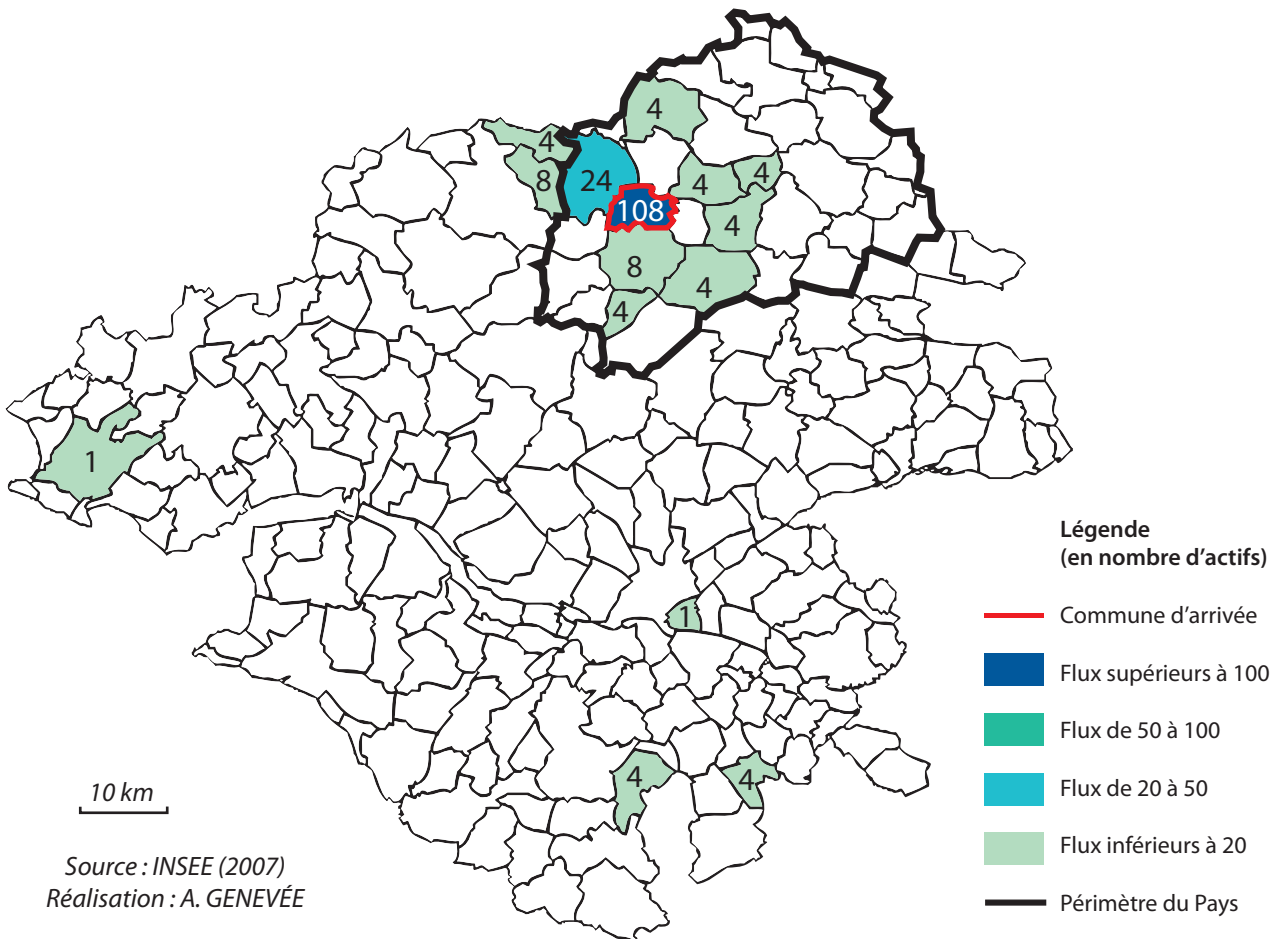 4
4
8
24
4
4
108
4
8
4
4
1
1
4
4
10 km
Source : INSEE (2007)
Réalisation : A. GENEVÉE
Légende
(en nombre d'actifs)
Commune d'arrivée
Flux supérieurs à 100
Flux de 50 à 100
Flux de 20 à 50
Flux inférieurs à 20
Périmètre du Pays